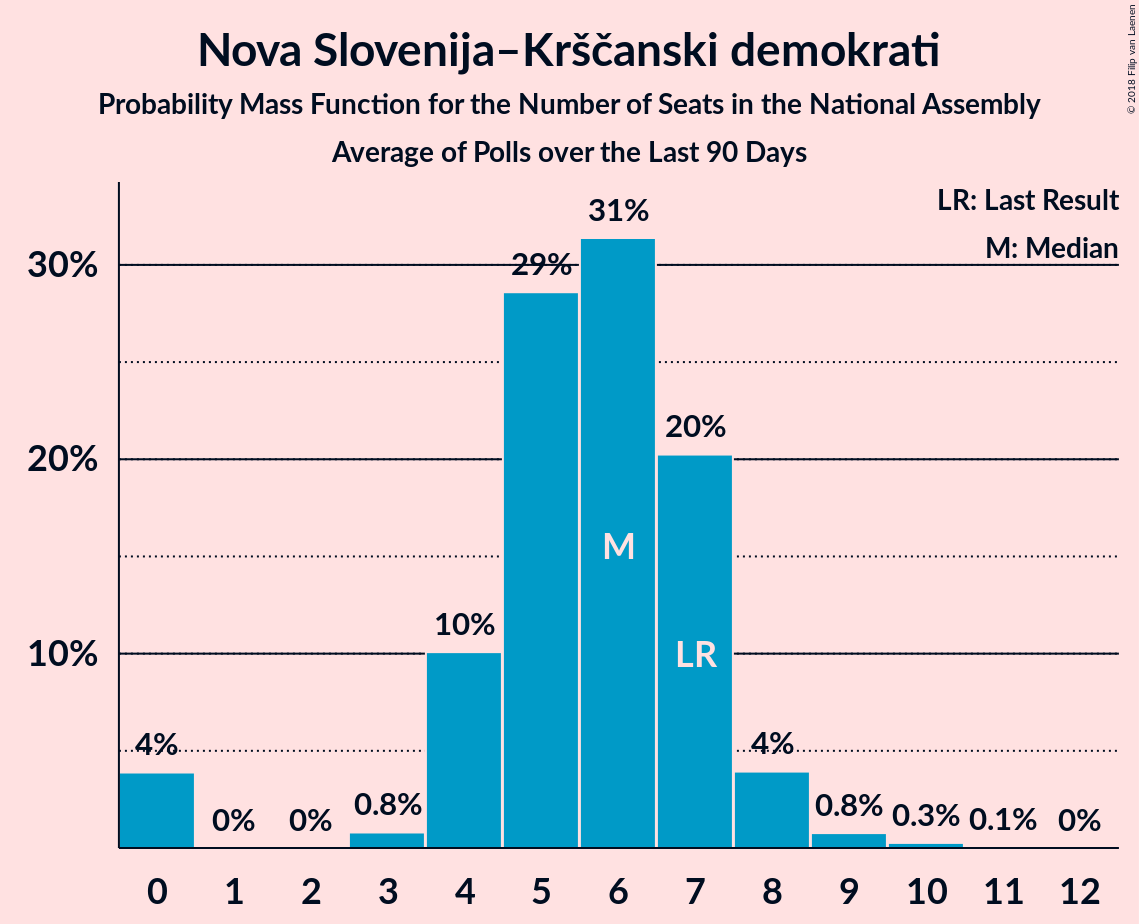 Nova Slovenija–Krščanski demokrati
Probability Mass Function for the Number of Seats in the National Assembly
Average of Polls over the Last 90 Days
© 2018 Filip van Laenen
LR: Last Result
M: Median
30%
20%
10%
4%
0%
0%
0.8%
10%
29%
31%
20%
4%
0.8%
0.3%
0.1%
0%
M
LR
0 1 2 3 4 5 6 7 8 9 10 11 12